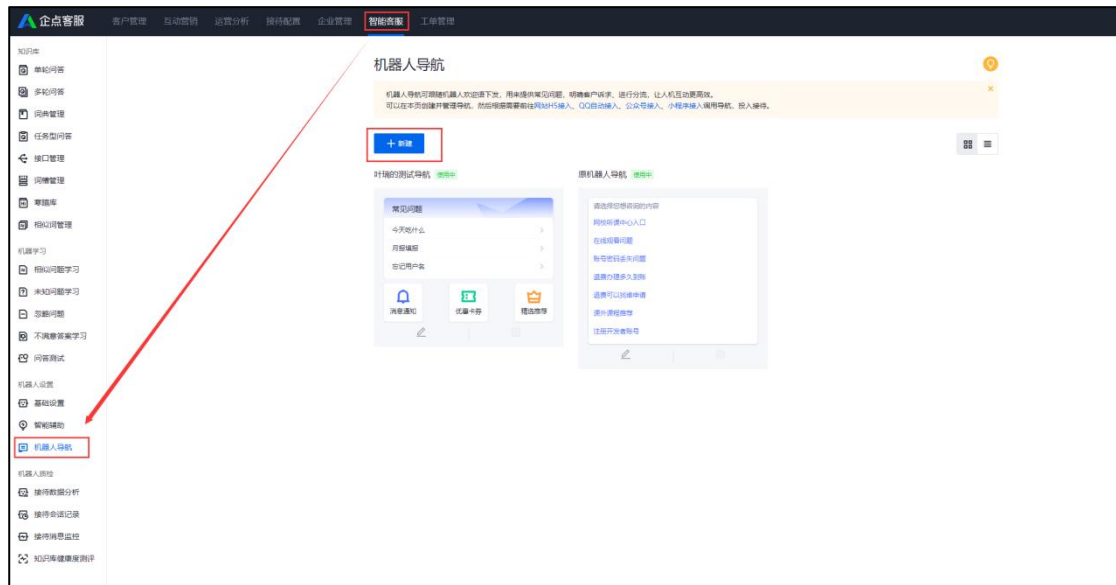 企点客服
客户管理 互动营销 运营分析 接待配置 企业管理 智能客服 工单管理
知识库
单轮问答
多轮问答
词典管理
任务型问答
接口管理
词槽管理
寒暄库
相似词管理
机器学习
相似问题学习
未知问题学习
忽略问题
不满意答案学习
问答测试
机器人设置
基础设置
智能辅助
机器人导航
机器人质检
接待数据分析
接待会话记录
接待消息监控
知识库健康度测评
机器人导航
机器人导航可跟随机器人欢迎语下发，用来提供常见问题，明确客户诉求，进行分流，让人机互动更高效。
可以在本页创建并管理导航，然后根据需要前往网站H5接入、QQ自动接入、公众号接入、小程序接入调用导航，投入接待。
新建
叶瑞的测试导航 使用中
常见问题
今天吃什么
月报填报
忘记用户名
消息通知 优惠卡券 精选推荐
原机器人导航 使用中
请选择您想咨询的内容
网校听课中心入口
在线观看问题
账号密码丢失问题
退费办理多久到账
退费可以员维申请
课外课程推荐
注册开发者账号